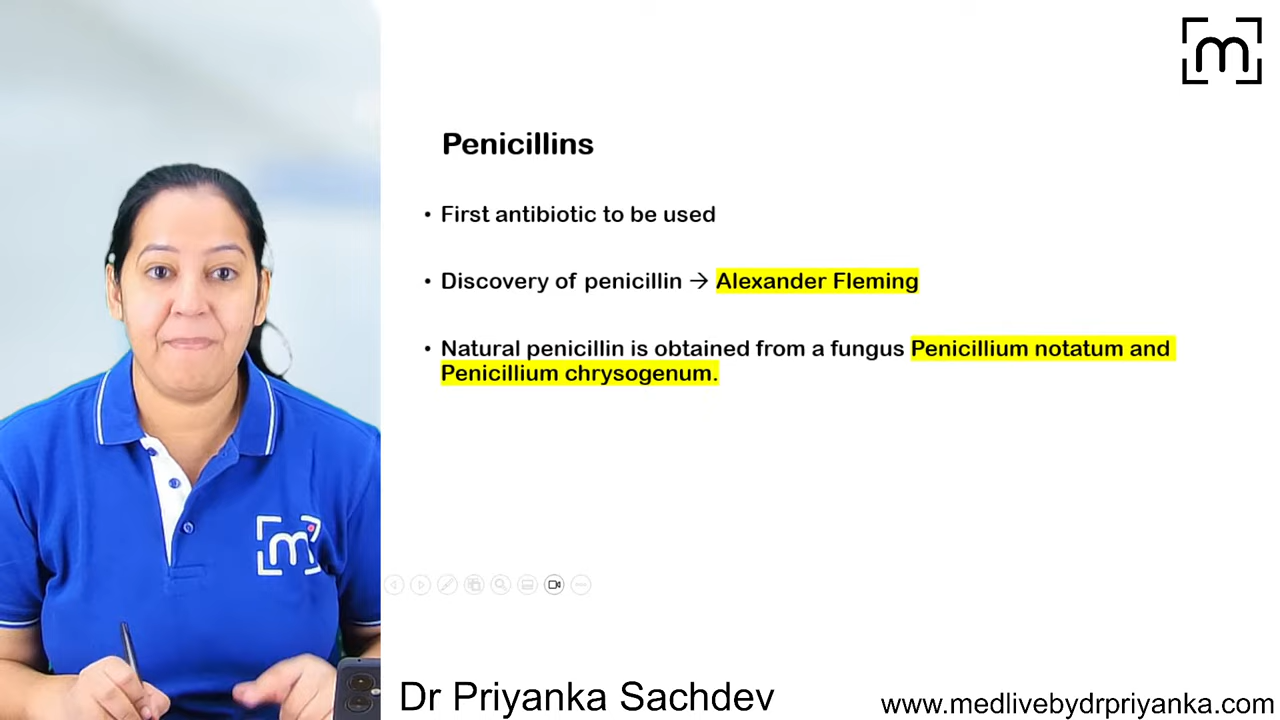 m
Penicillins
• First antibiotic to be used
• Discovery of penicillin → Alexander Fleming
• Natural penicillin is obtained from a fungus Penicillium notatum and
Penicillium chrysogenum.
m
Dr Priyanka Sachdev
www.medlivebydrpriyanka.com